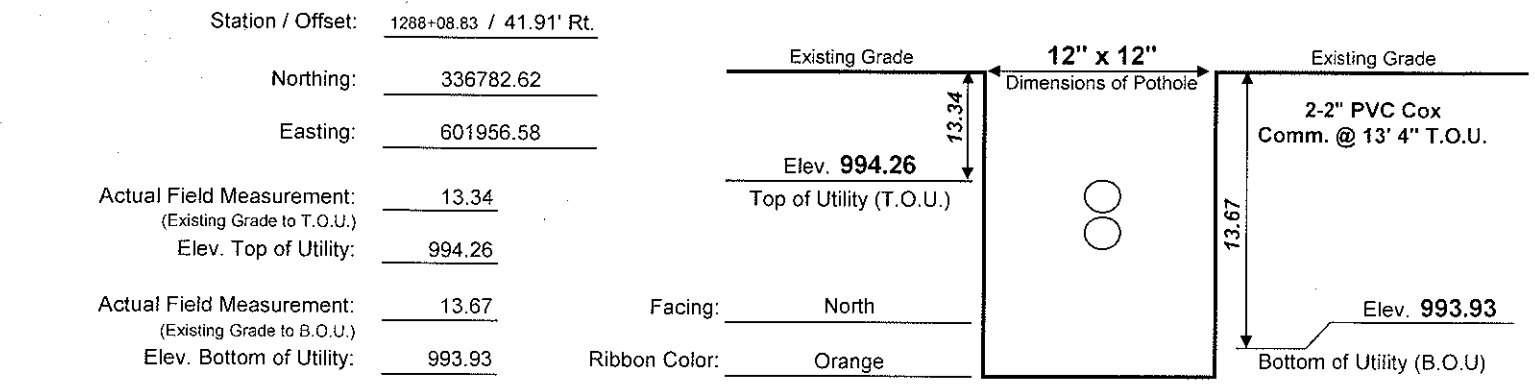 Station / Offset: 1288+08.83 / 41.91' Rt.
Northing: 336782.62
Easting: 601956.58
Actual Field Measurement: 13.34
(Existing Grade to T.O.U.)
Elev. Top of Utility: 994.26
Actual Field Measurement: 13.67
(Existing Grade to B.O.U.)
Elev. Bottom of Utility: 993.93
Existing Grade
12" x 12"
Existing Grade
Dimensions of Pothole
13.34
2-2" PVC Cox
Comm. @ 13' 4" T.O.U.
Elev. 994.26
Top of Utility (T.O.U.)
13.67
Facing: North
Elev. 993.93
Ribbon Color: Orange
Bottom of Utility (B.O.U)